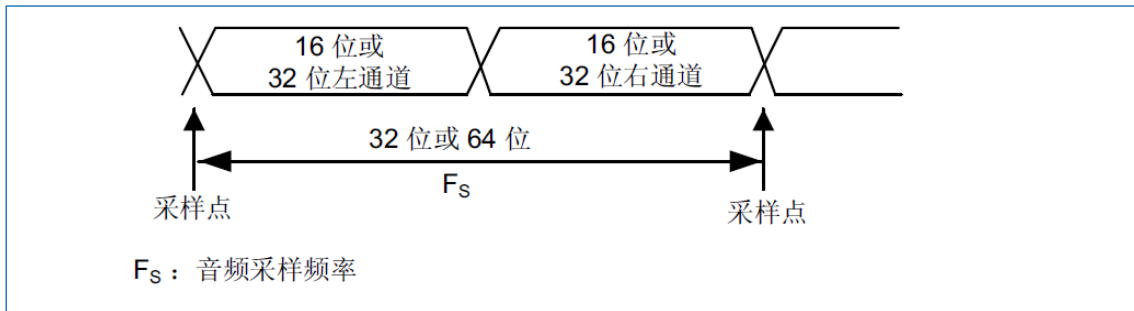 16 位或
32 位左通道
16 位或
32 位右通道
32 位或 64 位
FS
采样点
采样点
FS： 音频采样频率